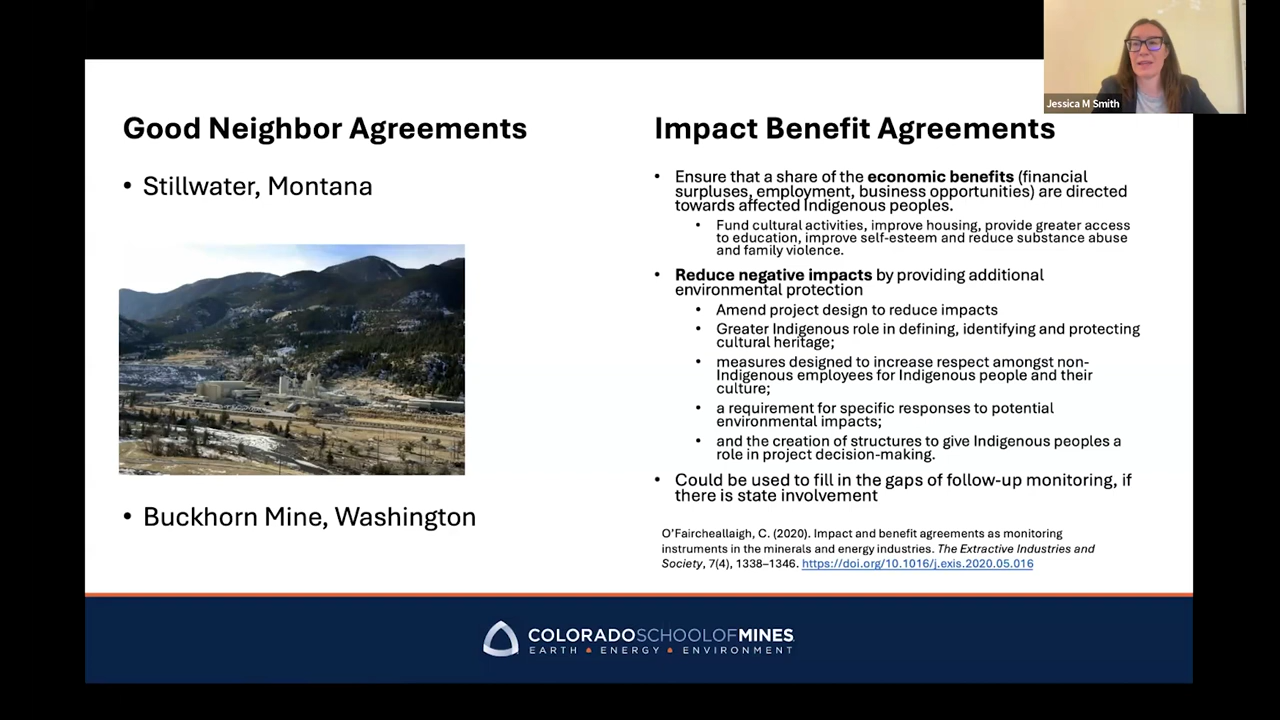 Jessica M Smith
Good Neighbor Agreements
• Stillwater, Montana
• Buckhorn Mine, Washington
Impact Benefit Agreements
• Ensure that a share of the economic benefits (financial
surpluses, employment, business opportunities) are directed
towards affected Indigenous peoples.
• Fund cultural activities, improve housing, provide greater access
to education, improve self-esteem and reduce substance abuse
and family violence.
• Reduce negative impacts by providing additional
environmental protection
• Amend project design to reduce impacts
• Greater Indigenous role in defining, identifying and protecting
cultural heritage;
• measures designed to increase respect amongst non-
Indigenous employees for Indigenous people and their
culture;
• a requirement for specific responses to potential
environmental impacts;
• and the creation of structures to give Indigenous peoples a
role in project decision-making.
• Could be used to fill in the gaps of follow-up monitoring, if
there is state involvement
O'Faircheallaigh, C. (2020). Impact and benefit agreements as monitoring
instruments in the minerals and energy industries. The Extractive Industries and
Society, 7(4), 1338–1346. https://doi.org/10.1016/j.exis.2020.05.016
COLORADOSCHOOLOFMINES
EARTH • ENERGY • ENVIRONMENT